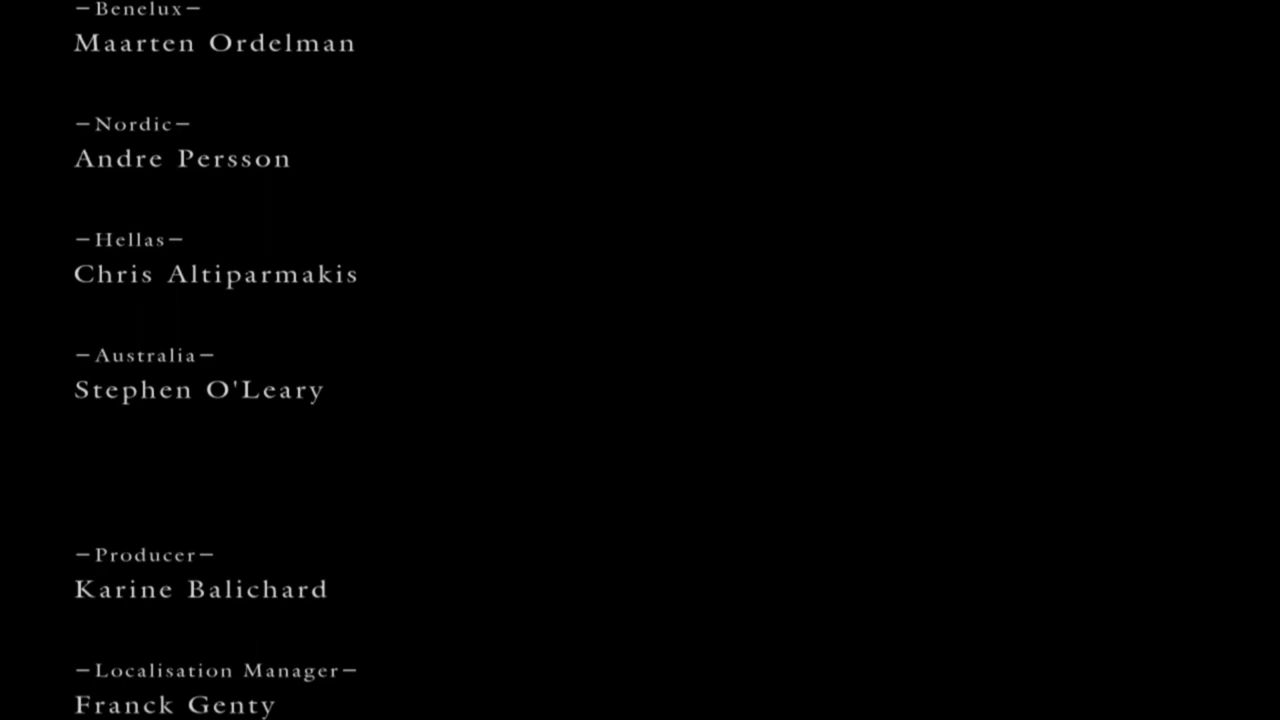 −Benelux−
Maarten Ordelman
−Nordic−
Andre Persson
−Hellas−
Chris Altiparmakis
−Australia−
Stephen O'Leary
−Producer−
Karine Balichard
−Localisation Manager−
Franck Genty